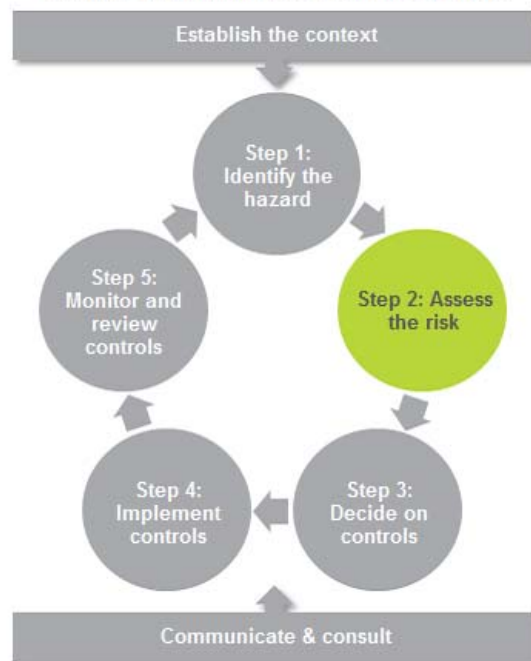 Establish the context
Step 1:
Identify the
hazard
Step 2: Assess
the risk
Step 3:
Decide on
controls
Step 4:
Implement
controls
Step 5:
Monitor and
review
controls
Communicate & consult